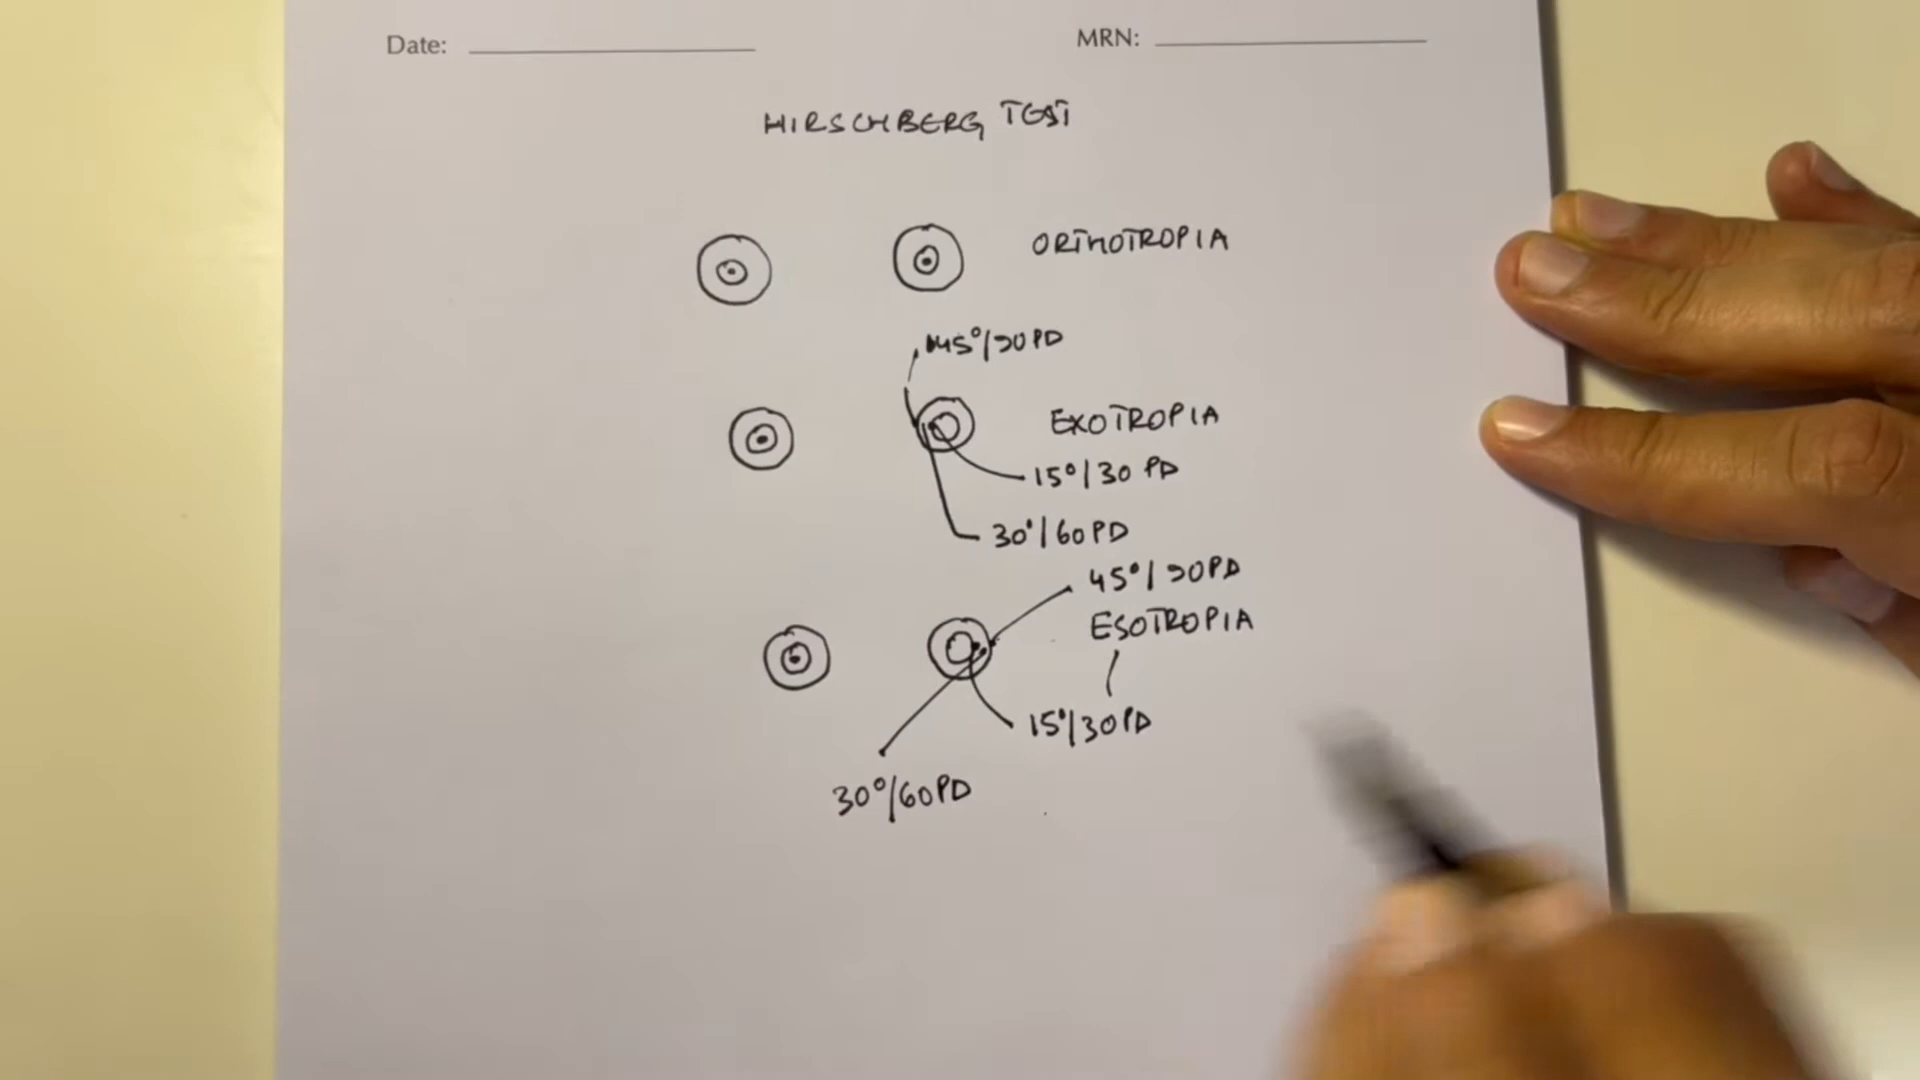 Date:
MRN:
HIRSCHBERG TEST
ORTHOTROPIA
45°/90PD
EXOTROPIA
15°/30 PD
30°/60PD
45°/90PD
ESOTROPIA
15°/30PD
30°/60PD